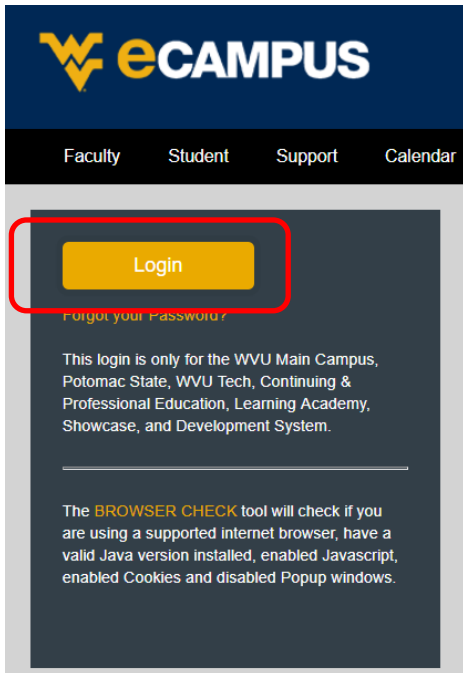 eCAMPUS
Faculty Student Support Calendar
Login
Forgot your Password?
This login is only for the WVU Main Campus,
Potomac State, WVU Tech, Continuing &
Professional Education, Learning Academy,
Showcase, and Development System.
The BROWSER CHECK tool will check if you
are using a supported internet browser, have a
valid Java version installed, enabled Javascript,
enabled Cookies and disabled Popup windows.